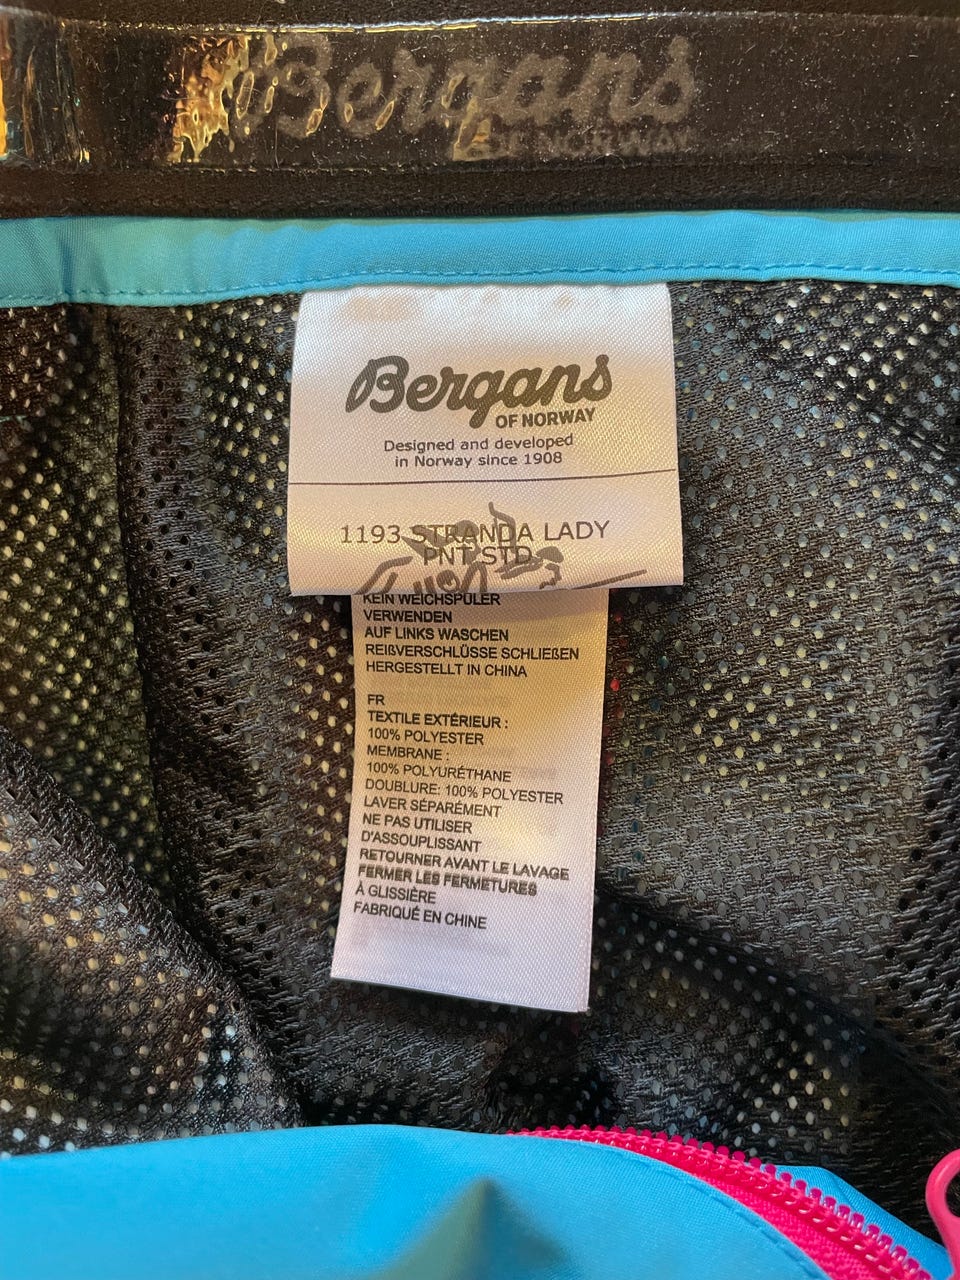 Bergans
OF NORWAY
Bergans
OF NORWAY
Designed and developed
in Norway since 1908
1193 STRANDA LADY
PNT STD
KEIN WEICHSPÜLER
VERWENDEN
AUF LINKS WASCHEN
REIßVERSCHLÜSSE SCHLIEßEN
HERGESTELLT IN CHINA
FR
TEXTILE EXTÉRIEUR :
100% POLYESTER
MEMBRANE :
100% POLYURÉTHANE
DOUBLURE: 100% POLYESTER
LAVER SÉPARÉMENT
NE PAS UTILISER
D'ASSOUPLISSANT
RETOURNER AVANT LE LAVAGE
FERMER LES FERMETURES
À GLISSIÈRE
FABRIQUÉ EN CHINE